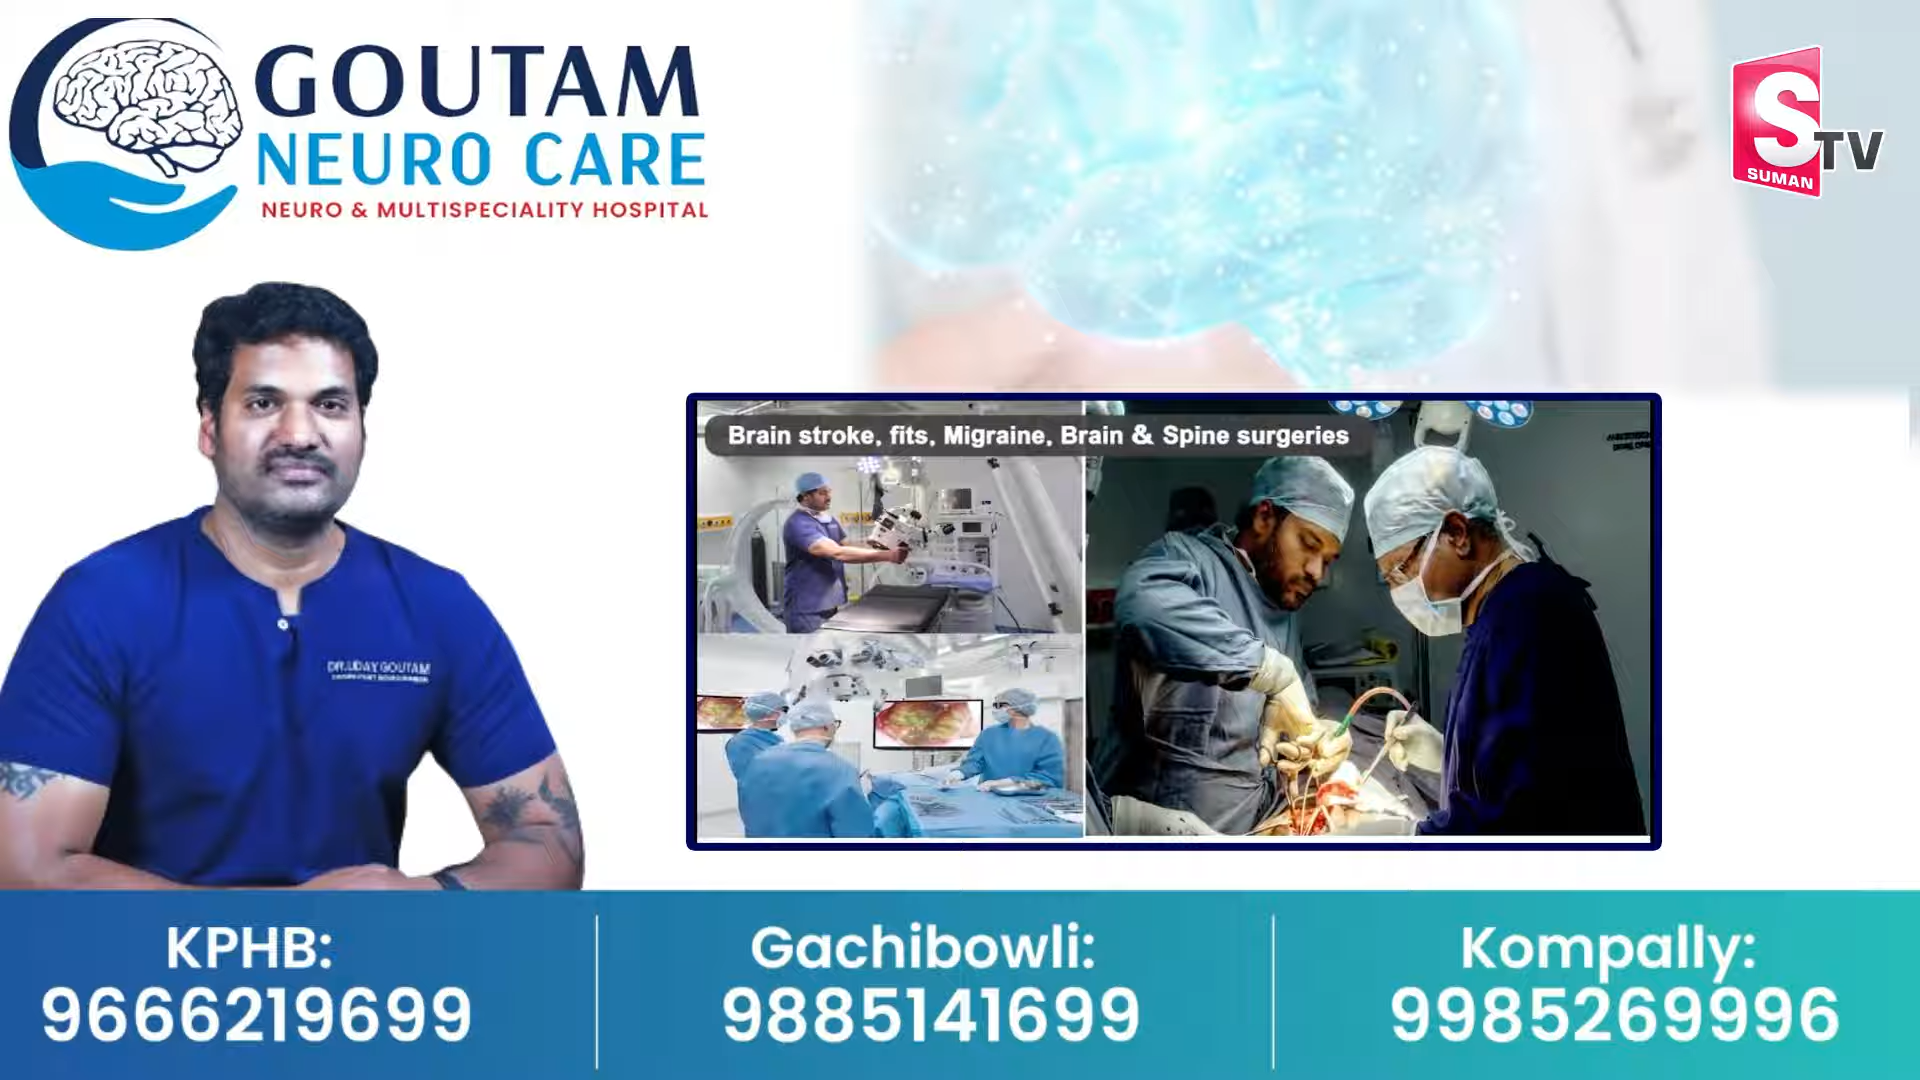 GOUTAM
NEURO CARE
NEURO & MULTISPECIALITY HOSPITAL
S
TV
SUMAN
Brain stroke, fits, Migraine, Brain & Spine surgeries
DR.UDAY GOUTAM
KPHB:
9666219699
Gachibowli:
9885141699
Kompally:
9985269996